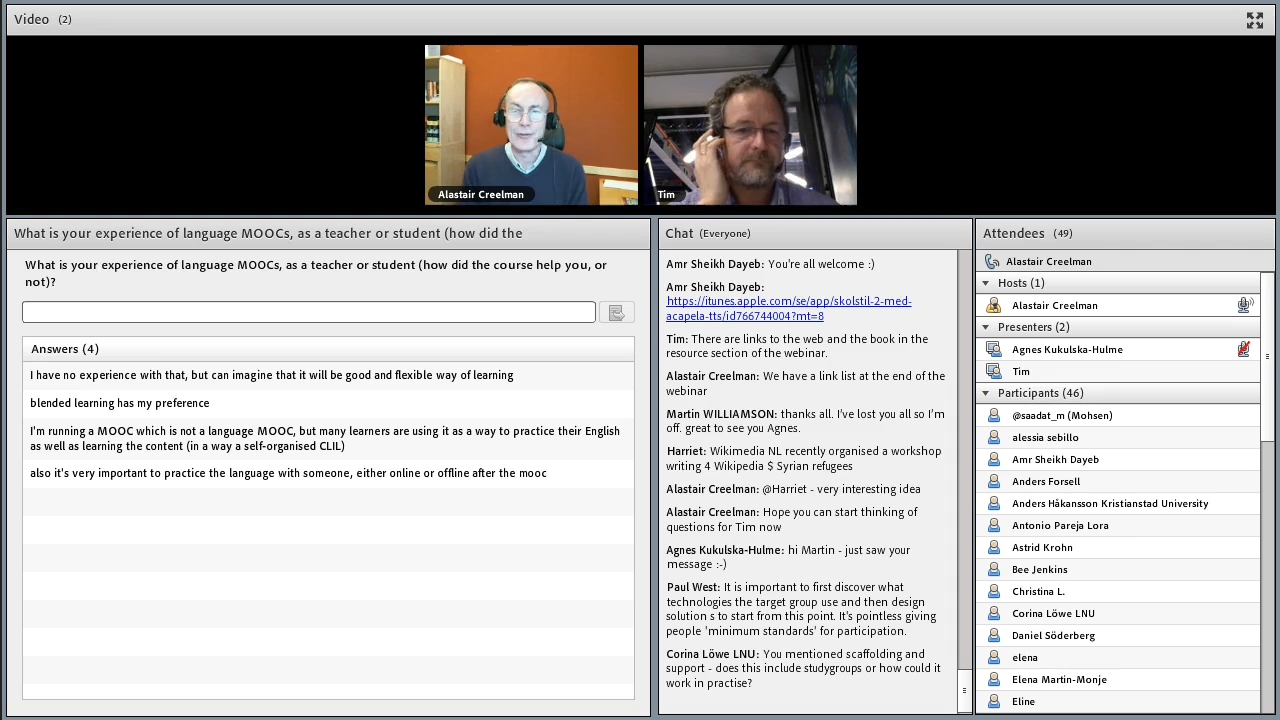 Video (2)
Alastair Creelman
Tim
What is your experience of language MOOCs, as a teacher or student (how did the
What is your experience of language MOOCs, as a teacher or student (how did the course help you, or
not)?
Answers (4)
I have no experience with that, but can imagine that it will be good and flexible way of learning
blended learning has my preference
I'm running a MOOC which is not a language MOOC but many learners are using it as a way to practice their English
as well as learning the content (in a way a self-organised CLIL)
also it's very important to practice the language with someone, either online or offline after the mooc
Chat (Everyone)
Amr Sheikh Dayeb: You're all welcome :)
Amr Sheikh Dayeb:
https://itunes.apple.com/se/app/skolstil-2-med-
acapela-tts/id766744004?mt=8
Tim: There are links to the web and the book in the
resource section of the webinar.
Alastair Creelman: We have a link list at the end of the
webinar
Martin WILLIAMSON: thanks all. I've lost you all so I'm
off. great to see you Agnes.
Harriet: Wikimedia NL recently organised a workshop
writing 4 Wikipedia $ Syrian refugees
Alastair Creelman: @Harriet - very interesting idea
Alastair Creelman: Hope you can start thinking of
questions for Tim now
Agnes Kukulska-Hulme: hi Martin - just saw your
message :-)
Paul West: It is important to first discover what
technologies the target group use and then design
solution s to start from this point. It's pointless giving
people 'minimum standards' for participation.
Corina Löwe LNU: You mentioned scaffolding and
support - does this include studygroups or how could it
work in practise?
Attendees (49)
Alastair Creelman
Hosts (1)
Alastair Creelman
Presenters (2)
Agnes Kukulska-Hulme
Tim
Participants (46)
@saadat_m (Mohsen)
alessia sebillo
Amr Sheikh Dayeb
Anders Forsell
Anders Håkansson Kristianstad University
Antonio Pareja Lora
Astrid Krohn
Bee Jenkins
Christina L.
Corina Löwe LNU
Daniel Söderberg
elena
Elena Martin-Monje
Eline